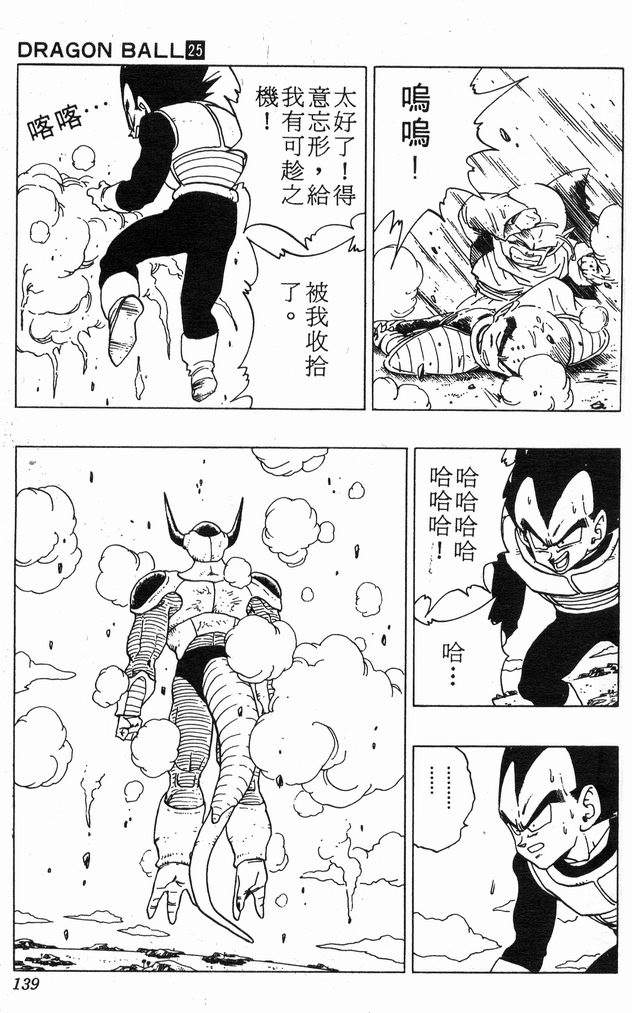 DRAGON BALL 25
嗚
嗚！
太好了！得
意忘形，給
我有可趁之
機！
被我收拾
了。
喀喀…
哈哈哈哈
哈哈哈！
哈…
……
139